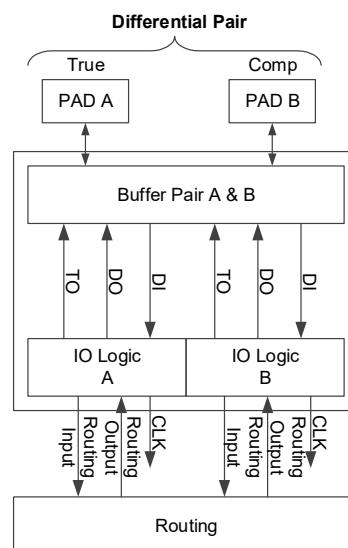 Differential Pair
True
Comp
PAD A
PAD B
Buffer Pair A & B
TO
DO
DI
TO
DO
DI
IO Logic
A
IO Logic
B
Routing
Input
Routing
Output
CLK
Routing
Input
Routing
Output
CLK
Routing